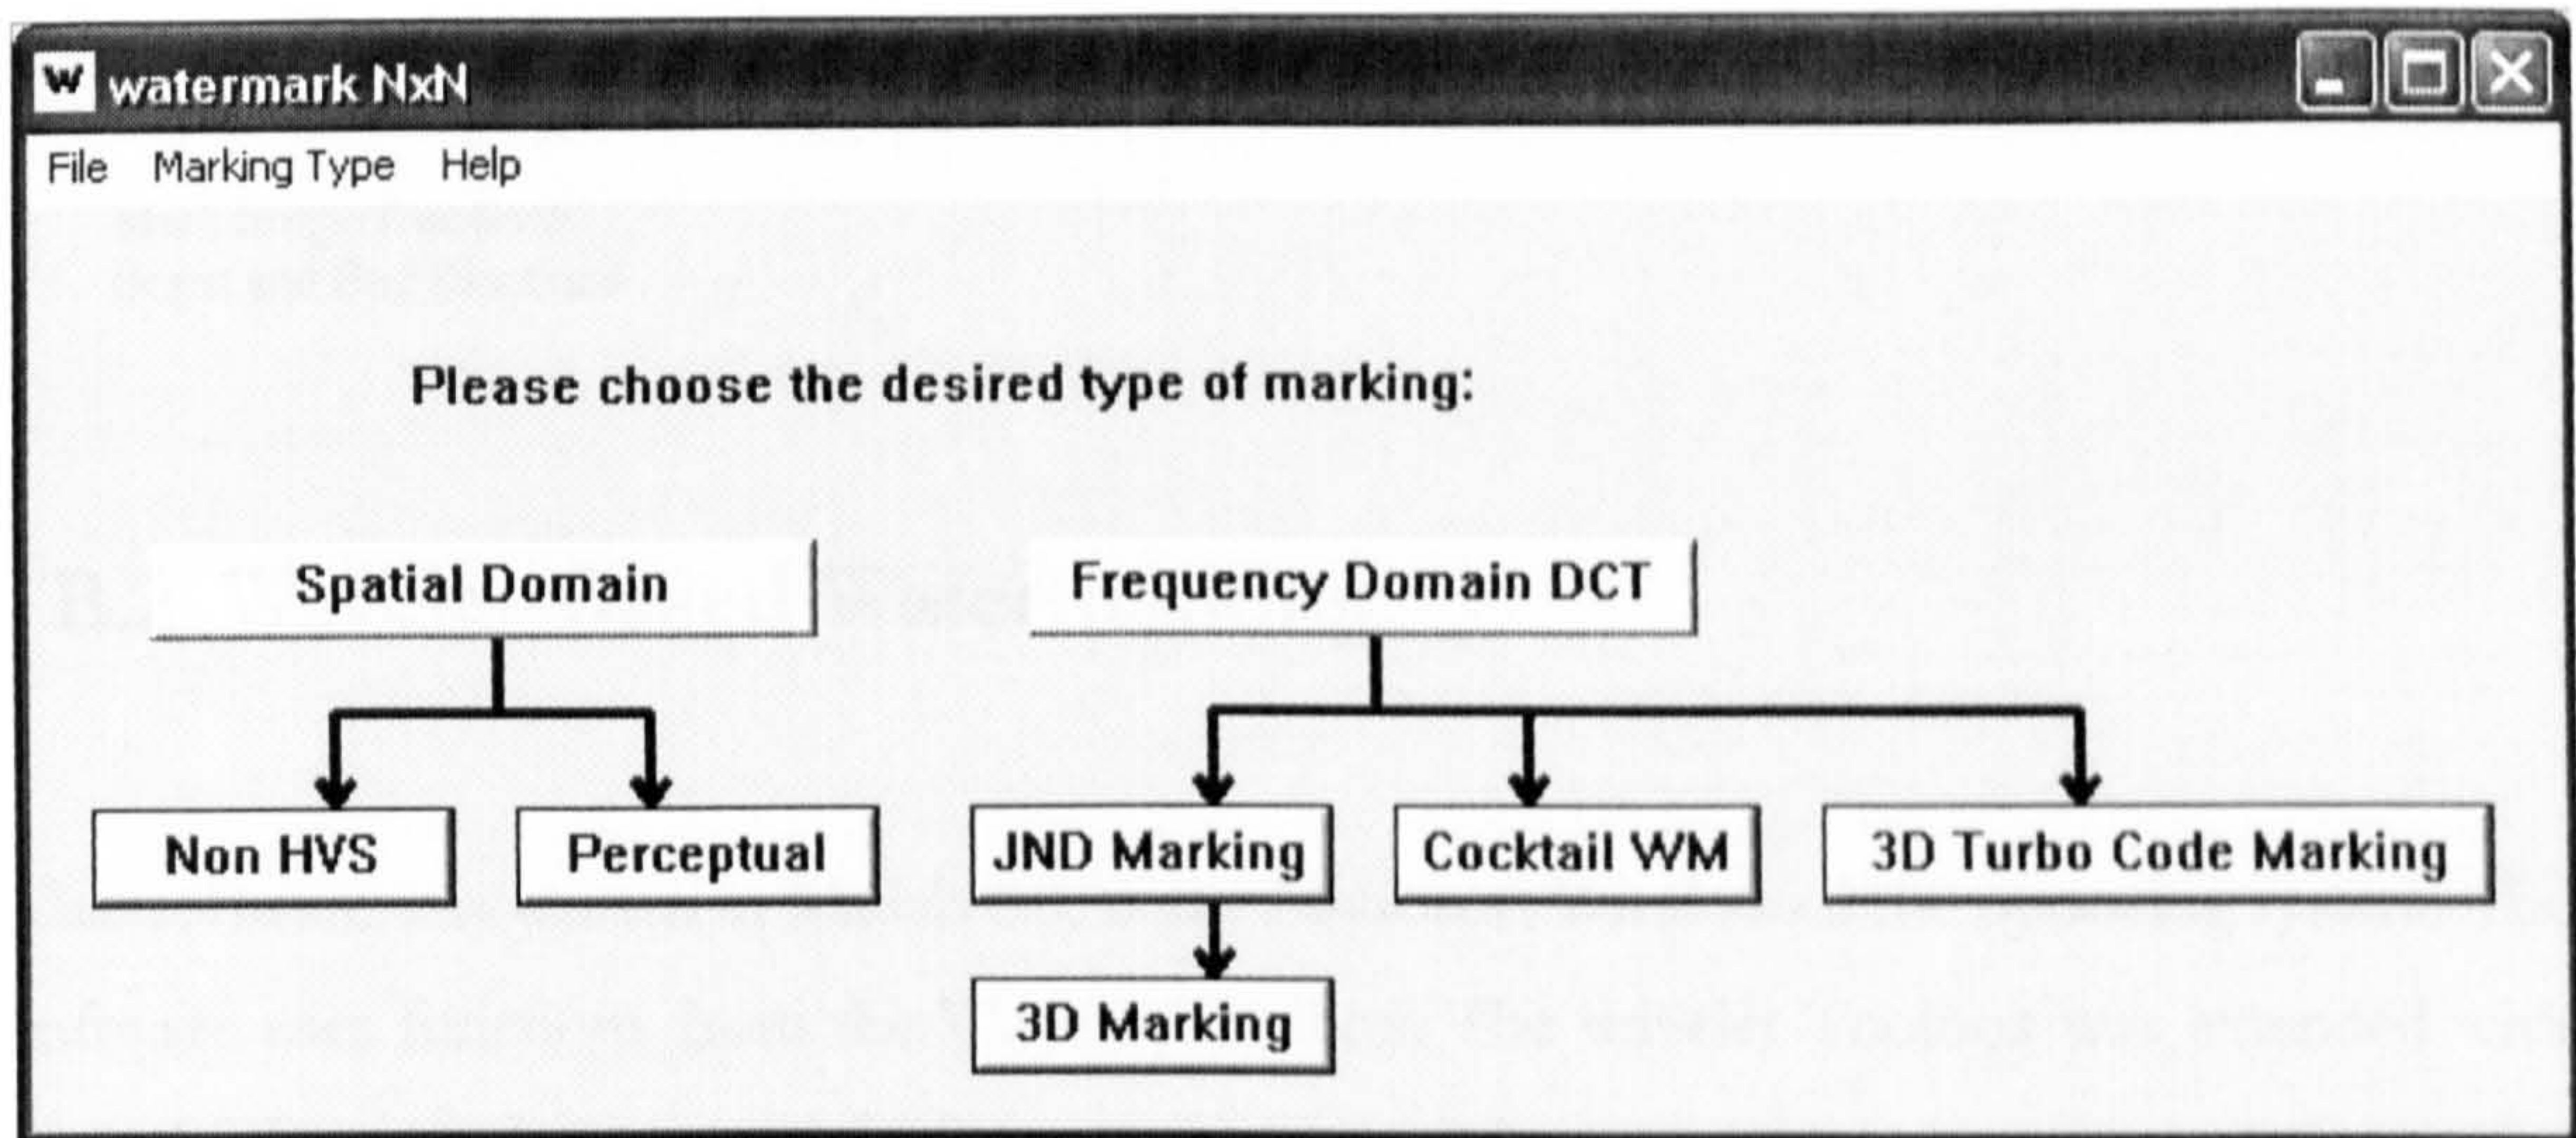 W watermark NxN
File Marking Type Help
Please choose the desired type of marking:
Spatial Domain Frequency Domain DCT
Non HVS Perceptual JND Marking Cocktail WM 3D Turbo Code Marking
3D Marking